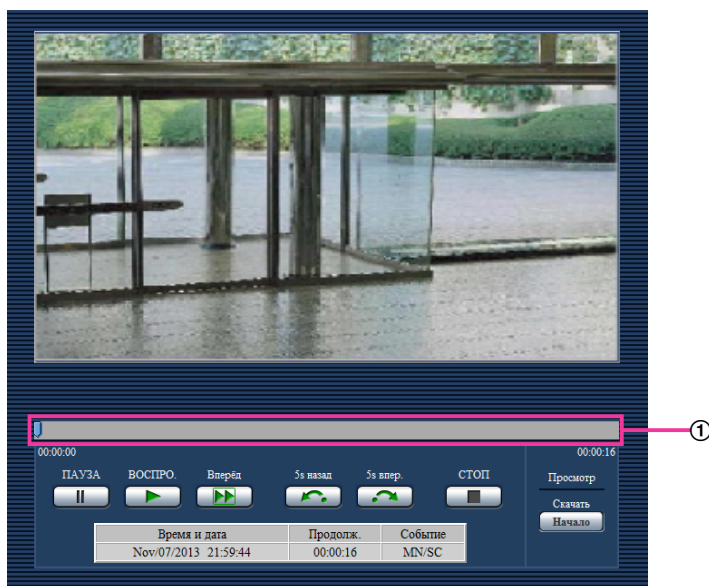 ①
00:00:00 00:00:16
ПАУЗА ВОСПРО. Вперёд 5s назад 5s впер. СТОП Просмотр
Скачать
Начало
Время и дата Продолж. Событие
Nov/07/2013 21:59:44 00:00:16 MN/SC